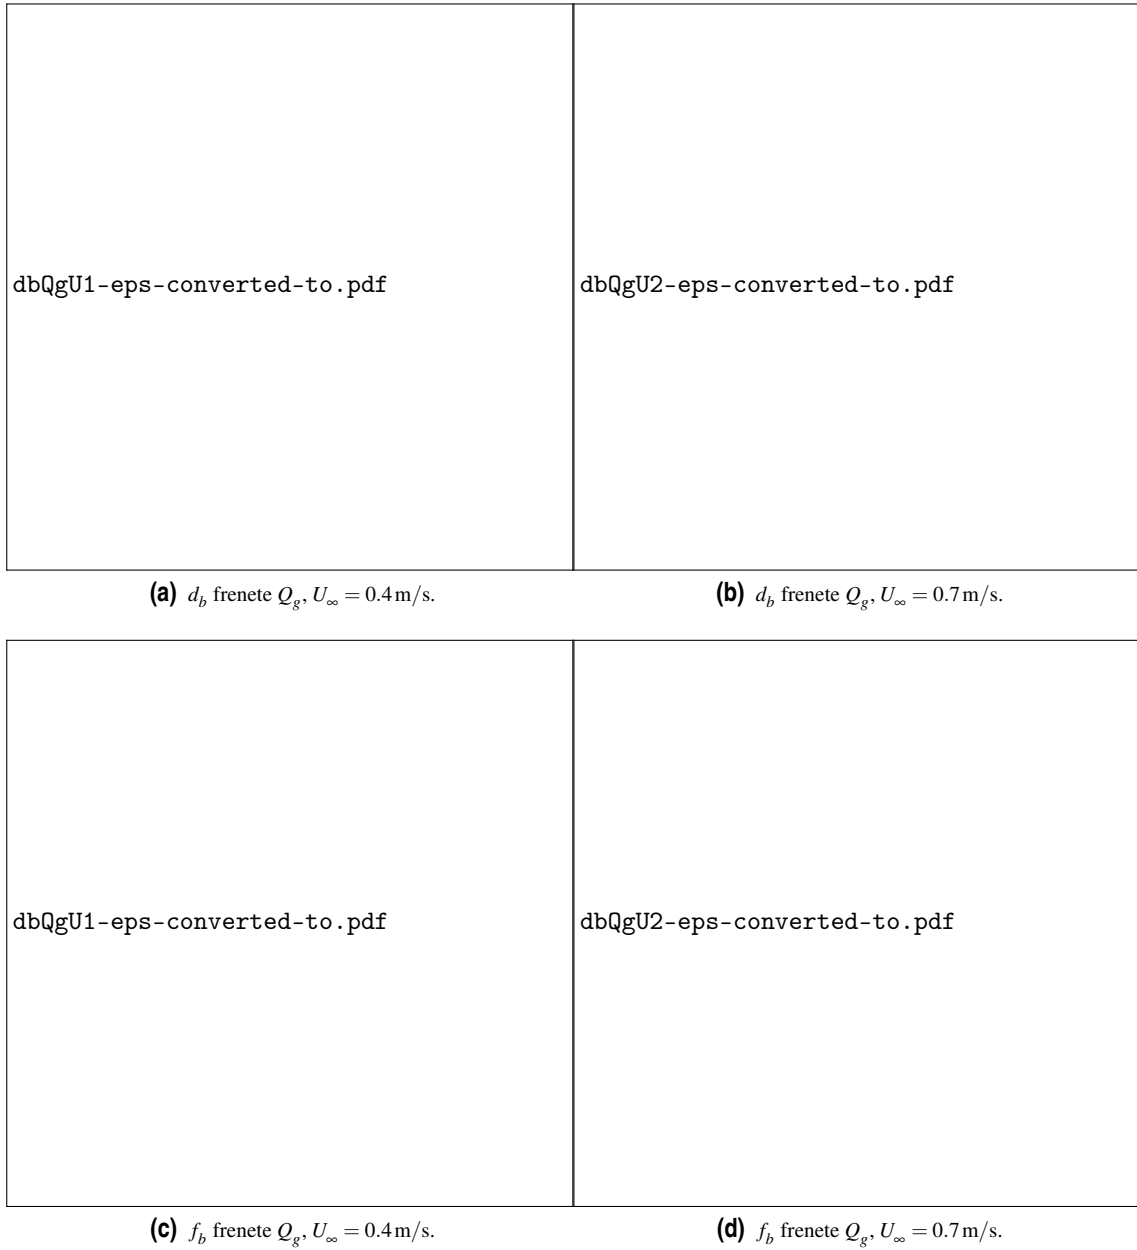 dbQgU1-eps-converted-to.pdf
dbQgU2-eps-converted-to.pdf
(a) d_b frenete Q_g, U_∞ = 0.4 m/s.
(b) d_b frenete Q_g, U_∞ = 0.7 m/s.
dbQgU1-eps-converted-to.pdf
dbQgU2-eps-converted-to.pdf
(c) f_b frenete Q_g, U_∞ = 0.4 m/s.
(d) f_b frenete Q_g, U_∞ = 0.7 m/s.